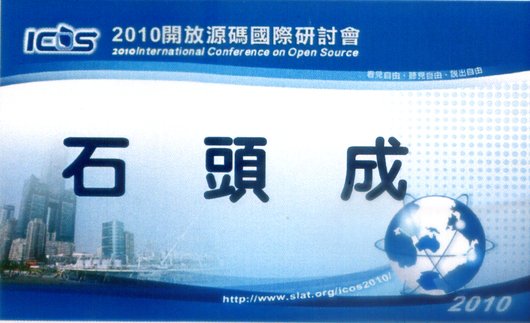 ICOS
2010開放源碼國際研討會
2010International Conference on Open Source
看見自由、聽見自由、說出自由
石頭成
http://www.slat.org/icos2010/
2010